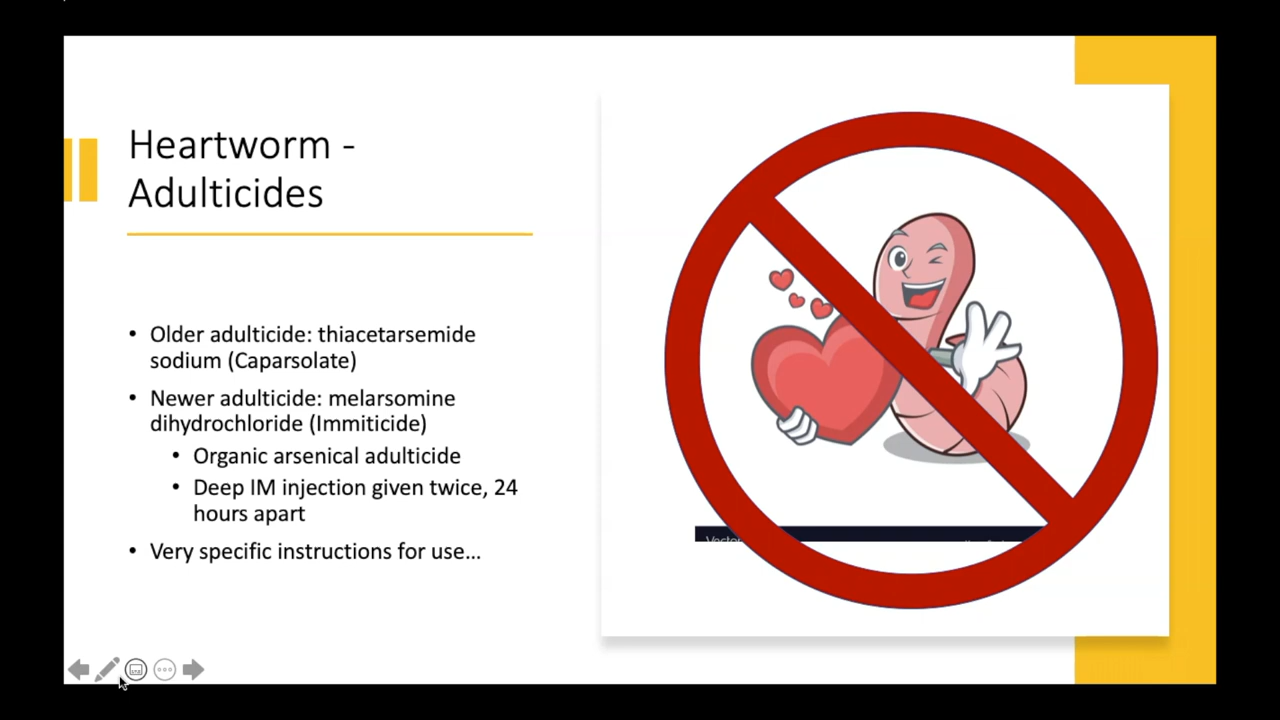 Heartworm -
Adulticides
• Older adulticide: thiacetarsemide
sodium (Caparsolate)
• Newer adulticide: melarsomine
dihydrochloride (Immiticide)
• Organic arsenical adulticide
• Deep IM injection given twice, 24
hours apart
• Very specific instructions for use...
Vector